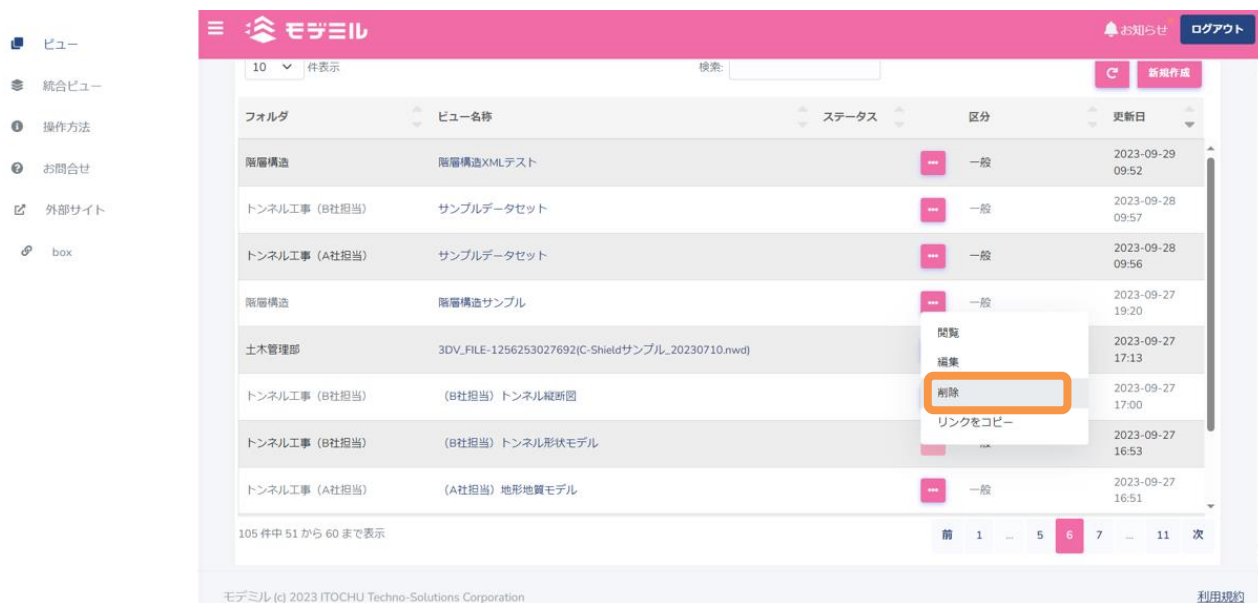 モデミル
お知らせ
ログアウト
ビュー
統合ビュー
操作方法
お問合せ
外部サイト
box
10 件表示
検索:
新規作成
フォルダ ビュー名称 ステータス 区分 更新日
階層構造 階層構造XMLテスト 一般 2023-09-29
09:52
トンネル工事（B社担当） サンプルデータセット 一般 2023-09-28
09:57
トンネル工事（A社担当） サンプルデータセット 一般 2023-09-28
09:56
階層構造 階層構造サンプル 一般 2023-09-27
19:20
土木管理部 3DV_FILE-1256253027692(C-Shieldサンプル_20230710.nwd) 2023-09-27
17:13
トンネル工事（B社担当） （B社担当）トンネル縦断図 2023-09-27
17:00
トンネル工事（B社担当） （B社担当）トンネル形状モデル 2023-09-27
16:53
トンネル工事（A社担当） （A社担当）地形地質モデル 一般 2023-09-27
16:51
閲覧
編集
削除
リンクをコピー
105 件中 51 から 60 まで表示
前 1 ... 5 6 7 ... 11 次
モデミル (c) 2023 ITOCHU Techno-Solutions Corporation
利用規約